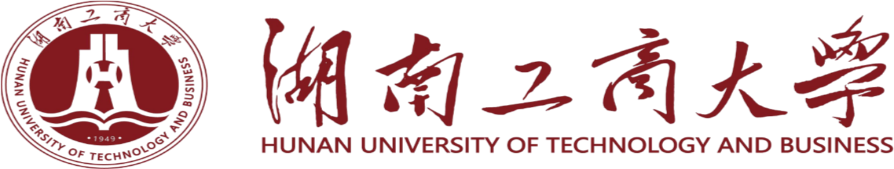 湖南工商大學
HUNAN UNIVERSITY OF TECHNOLOGY AND BUSINESS
• 1949 •
湖南工商大學
HUNAN UNIVERSITY OF TECHNOLOGY AND BUSINESS